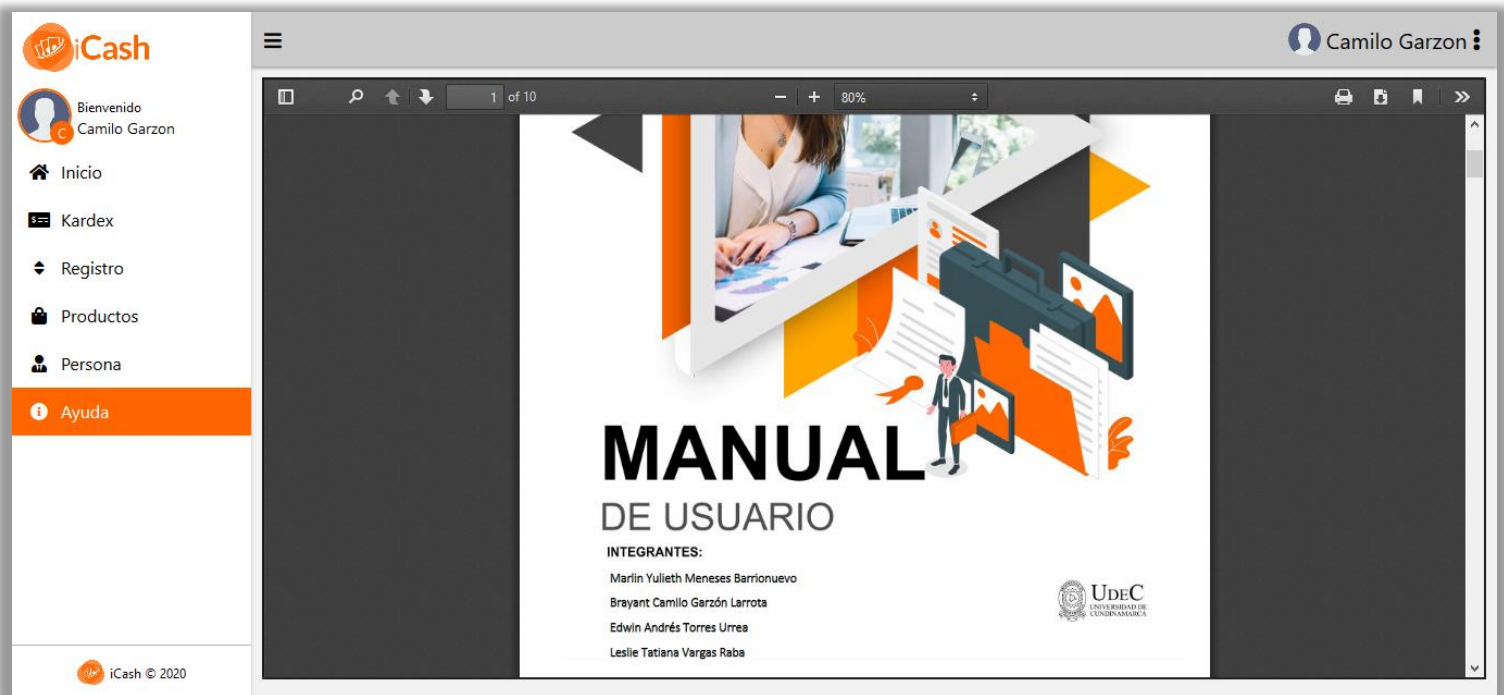 iCash
Camilo Garzon
Bienvenido
Camilo Garzon
C
Inicio
Kardex
Registro
Productos
Persona
Ayuda
iCash © 2020
1 of 10
80%
MANUAL
DE USUARIO
INTEGRANTES:
Marlin Yulieth Meneses Barrionuevo
Brayant Camilo Garzón Larrota
Edwin Andrés Torres Urrea
Leslie Tatiana Vargas Raba
UDEC
UNIVERSIDAD DE
CUNDINAMARCA